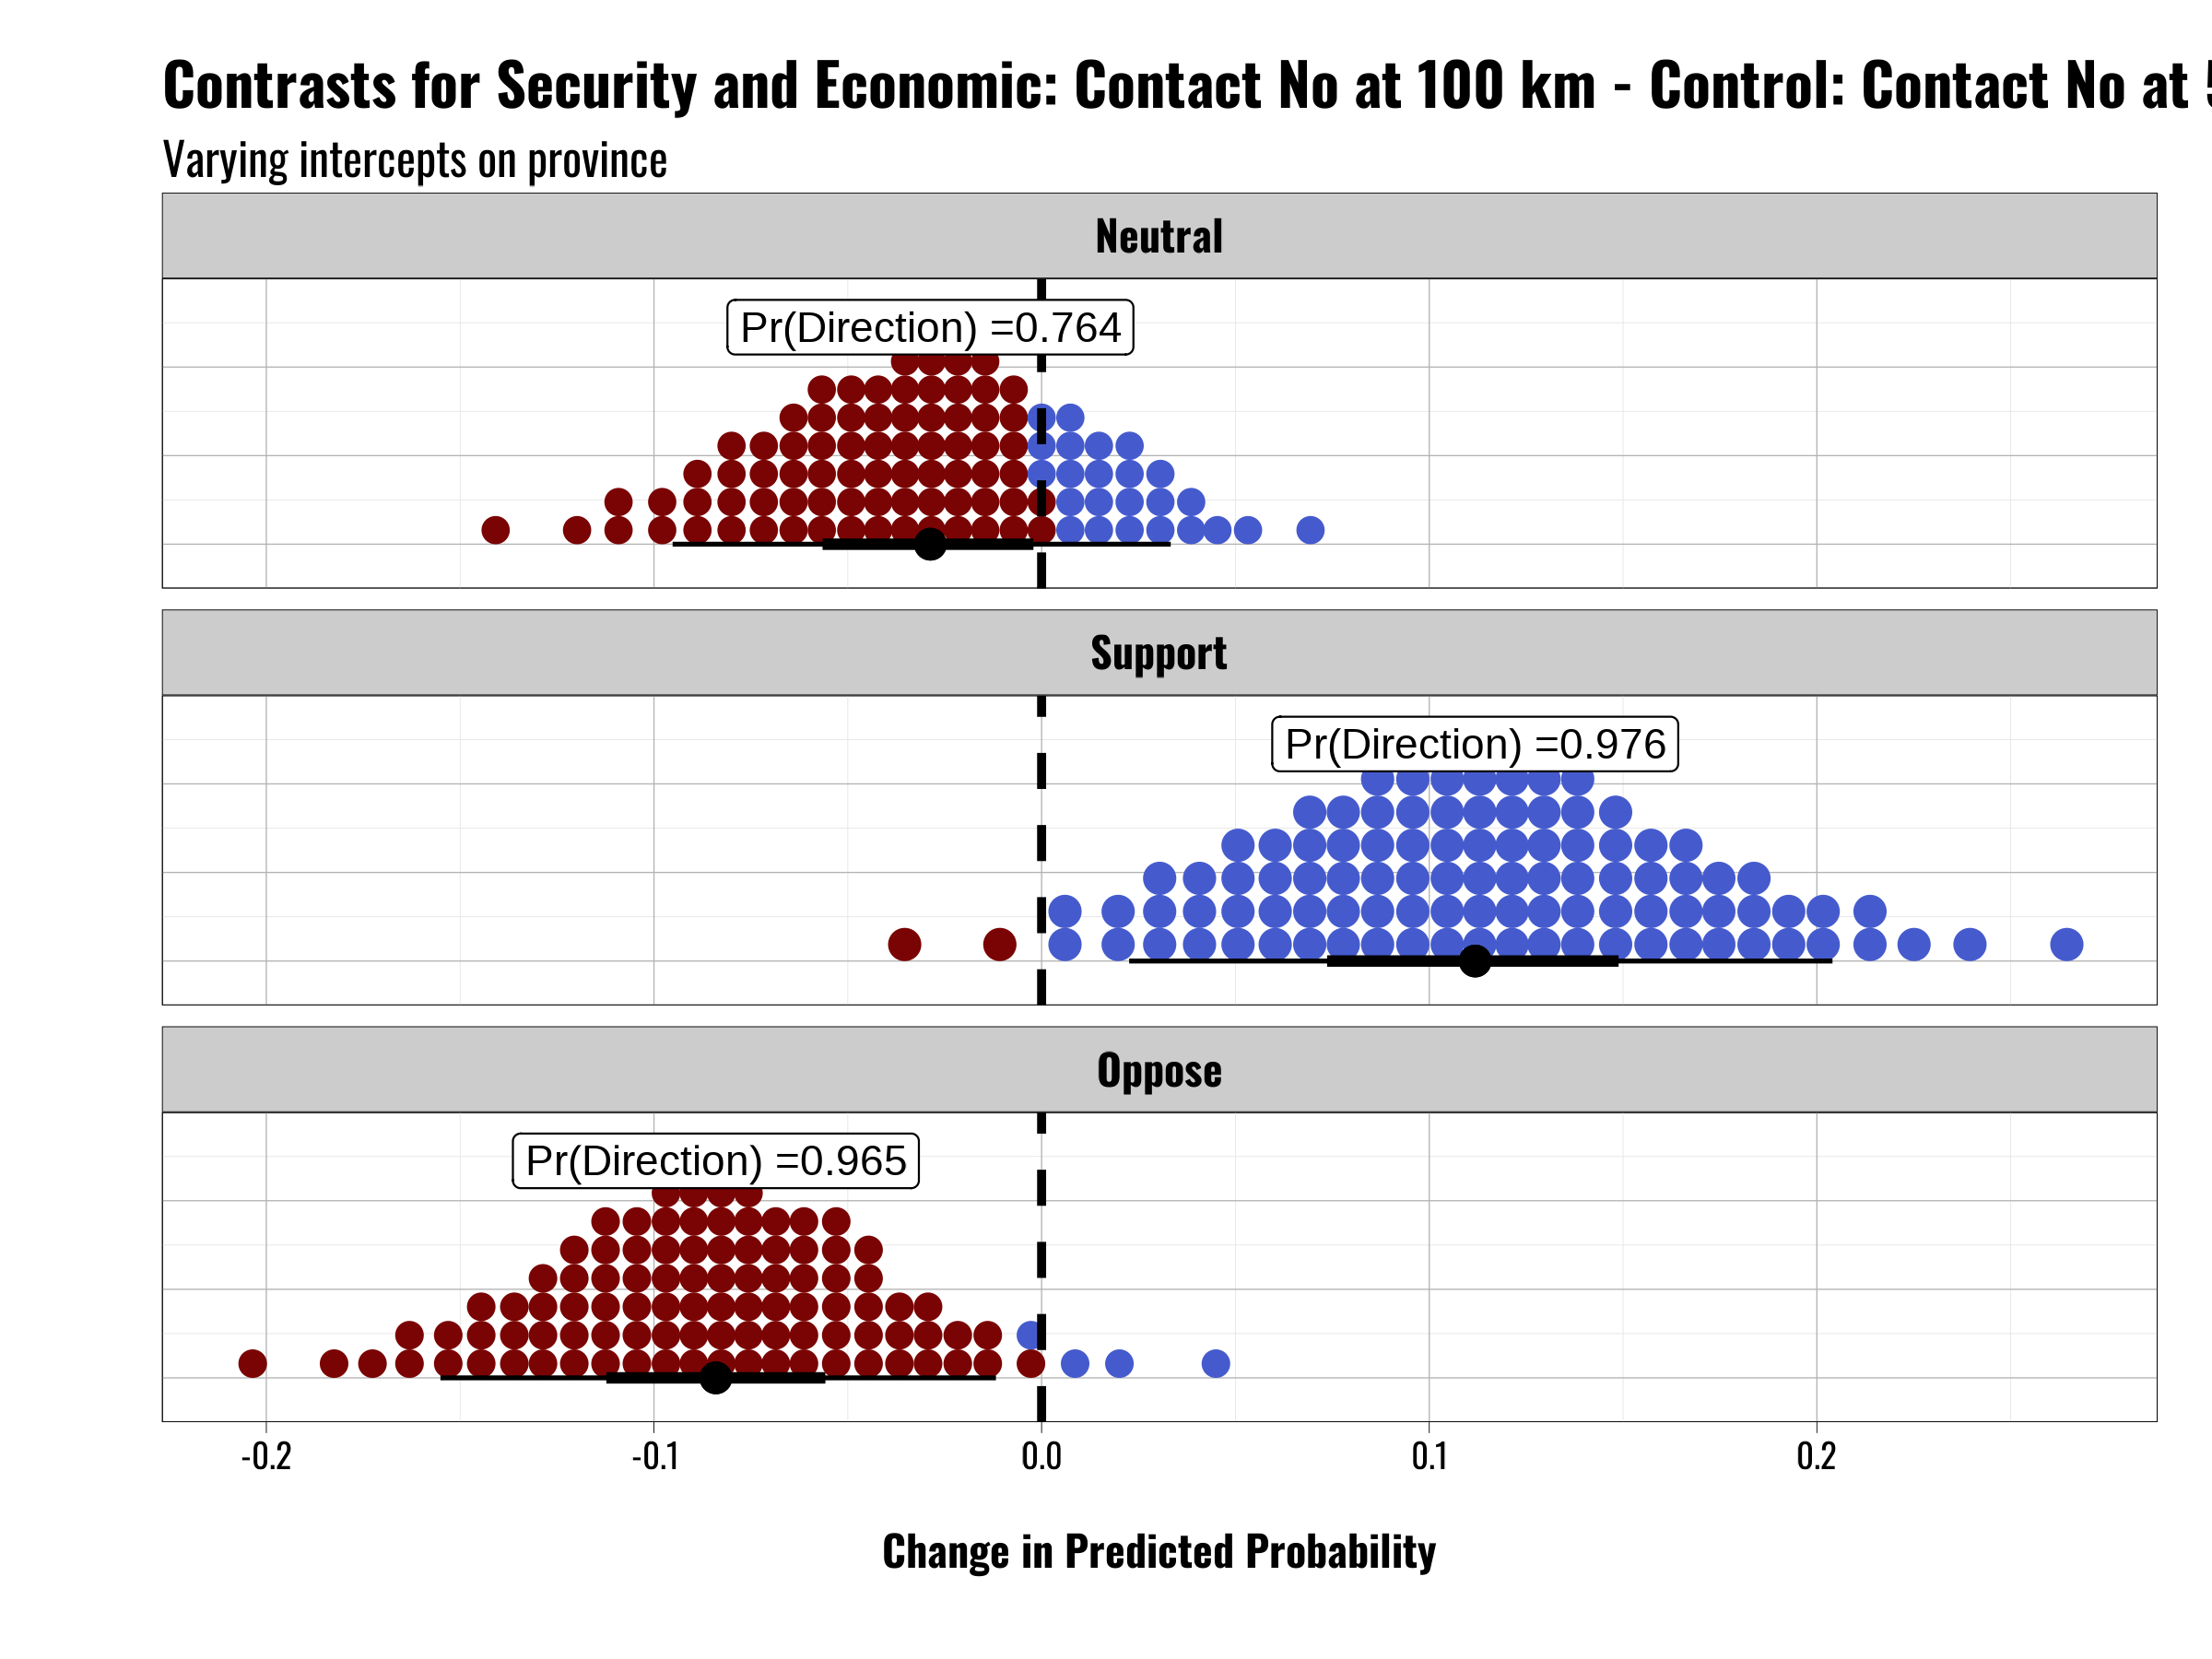 Contrasts for Security and Economic: Contact No at 100 km - Control: Contact No at
Varying intercepts on province
Neutral
Pr(Direction) =0.764
Support
Pr(Direction) =0.976
Oppose
Pr(Direction) =0.965
-0.2 -0.1 0.0 0.1 0.2
Change in Predicted Probability